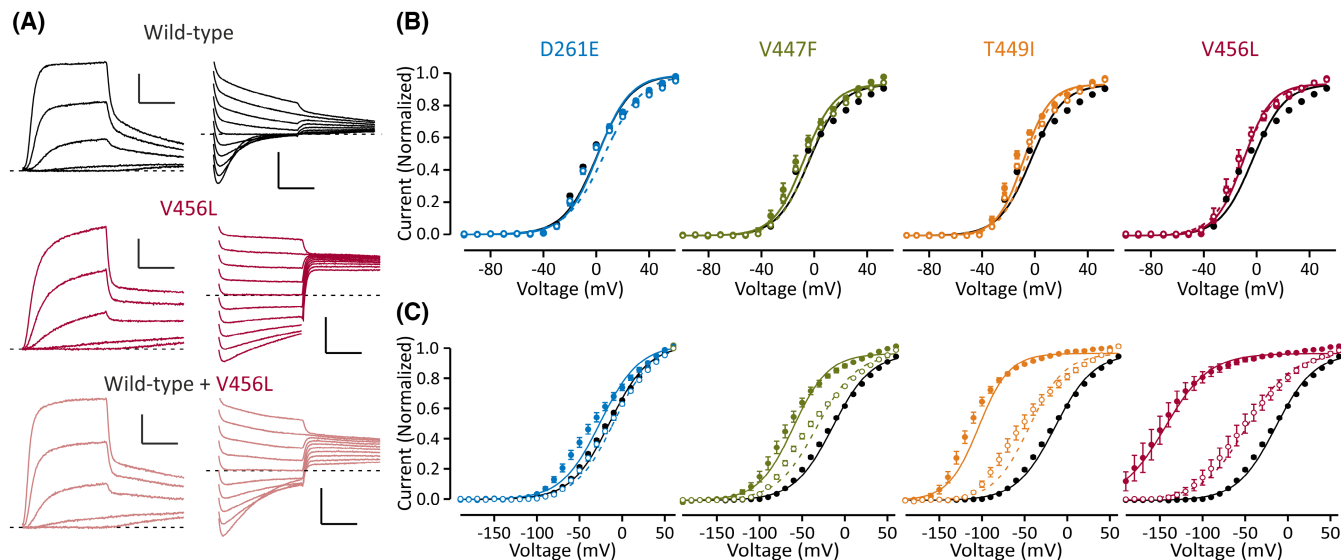 (A)
Wild-type
V456L
Wild-type + V456L
(B)
D261E
V447F
T449I
V456L
Current (Normalized)
1.0
0.8
0.6
0.4
0.2
0.0
-80 -40 0 40
-80 -40 0 40
-80 -40 0 40
-80 -40 0 40
Voltage (mV)
Voltage (mV)
Voltage (mV)
Voltage (mV)
(C)
Current (Normalized)
1.0
0.8
0.6
0.4
0.2
0.0
-150 -100 -50 0 50
-150 -100 -50 0 50
-150 -100 -50 0 50
-150 -100 -50 0 50
Voltage (mV)
Voltage (mV)
Voltage (mV)
Voltage (mV)